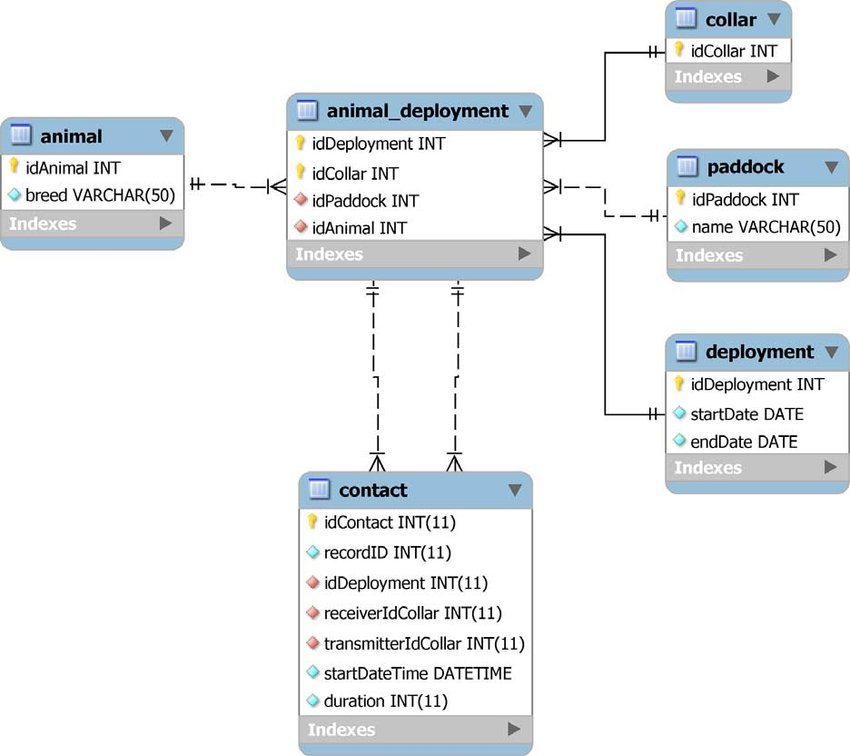 collar
idCollar INT
Indexes
animal_deployment
idDeployment INT
idCollar INT
idPaddock INT
idAnimal INT
Indexes
animal
idAnimal INT
breed VARCHAR(50)
Indexes
paddock
idPaddock INT
name VARCHAR(50)
Indexes
deployment
idDeployment INT
startDate DATE
endDate DATE
Indexes
contact
idContact INT(11)
recordID INT(11)
idDeployment INT(11)
receiverIdCollar INT(11)
transmitterIdCollar INT(11)
startDateTime DATETIME
duration INT(11)
Indexes